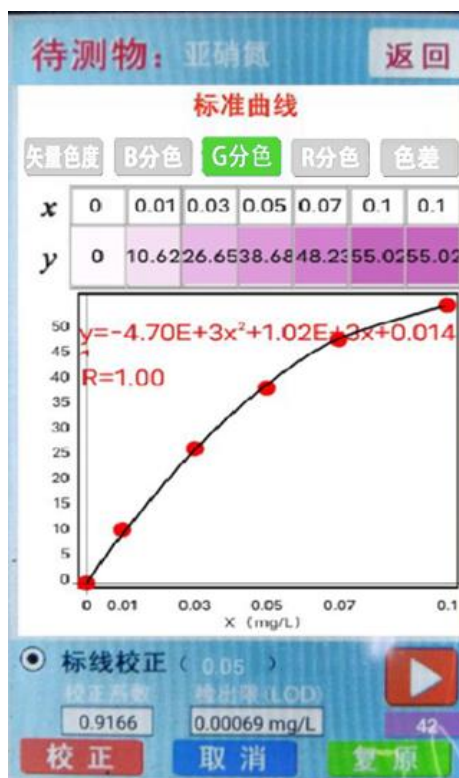 待测物： 亚硝氮 返回
标准曲线
矢量色度 B分色 G分色 R分色 色差
x 0 0.01 0.03 0.05 0.07 0.1 0.1
y 0 10.62 26.65 38.68 48.23 55.02 55.02
y=-4.70E+3x²+1.02E+3x+0.014
1
R=1.00
50
45
40
35
30
25
20
15
10
5
0
0 0.01 0.03 0.05 0.07 0.1
X (mg/L)
标线校正 ( 0.05 )
校正系数 检出限(LOD)
0.9166 0.00069 mg/L 42
校正 取消 复原